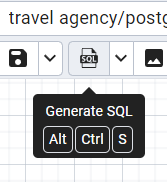 travel agency/postg
SQL
Generate SQL
Alt Ctrl S